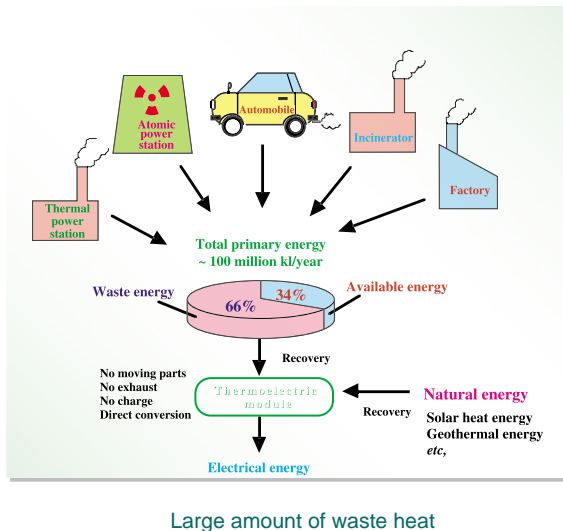 Atomic
power
station
Automobile
Incinerator
Factory
Thermal
power
station
Total primary energy
~ 100 million kl/year
Waste energy
66%
34%
Available energy
Recovery
No moving parts
No exhaust
No charge
Direct conversion
Thermoelectric
module
Recovery
Natural energy
Solar heat energy
Geothermal energy
etc,
Electrical energy
Large amount of waste heat